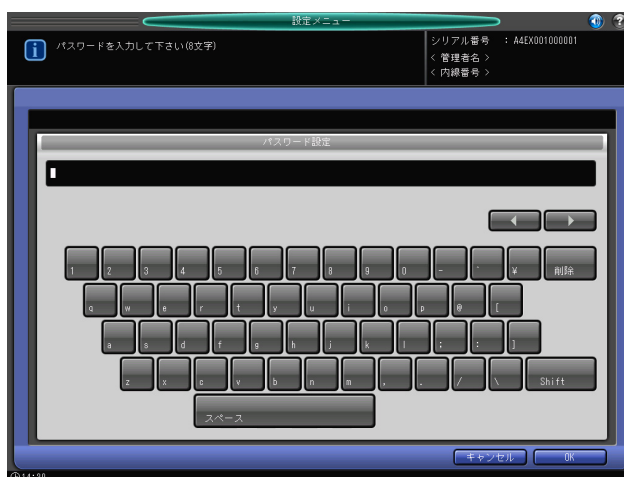 設定メニュー
パスワードを入力して下さい(8文字)
シリアル番号 : A4EX001000001
< 管理者名 >
< 内線番号 >
パスワード設定
1 2 3 4 5 6 7 8 9 0 - ^ ¥ 削除
q w e r t y u i o p @ [
a s d f g h j k l ; : ]
z x c v b n m , . / \ Shift
スペース
キャンセル OK
14:20